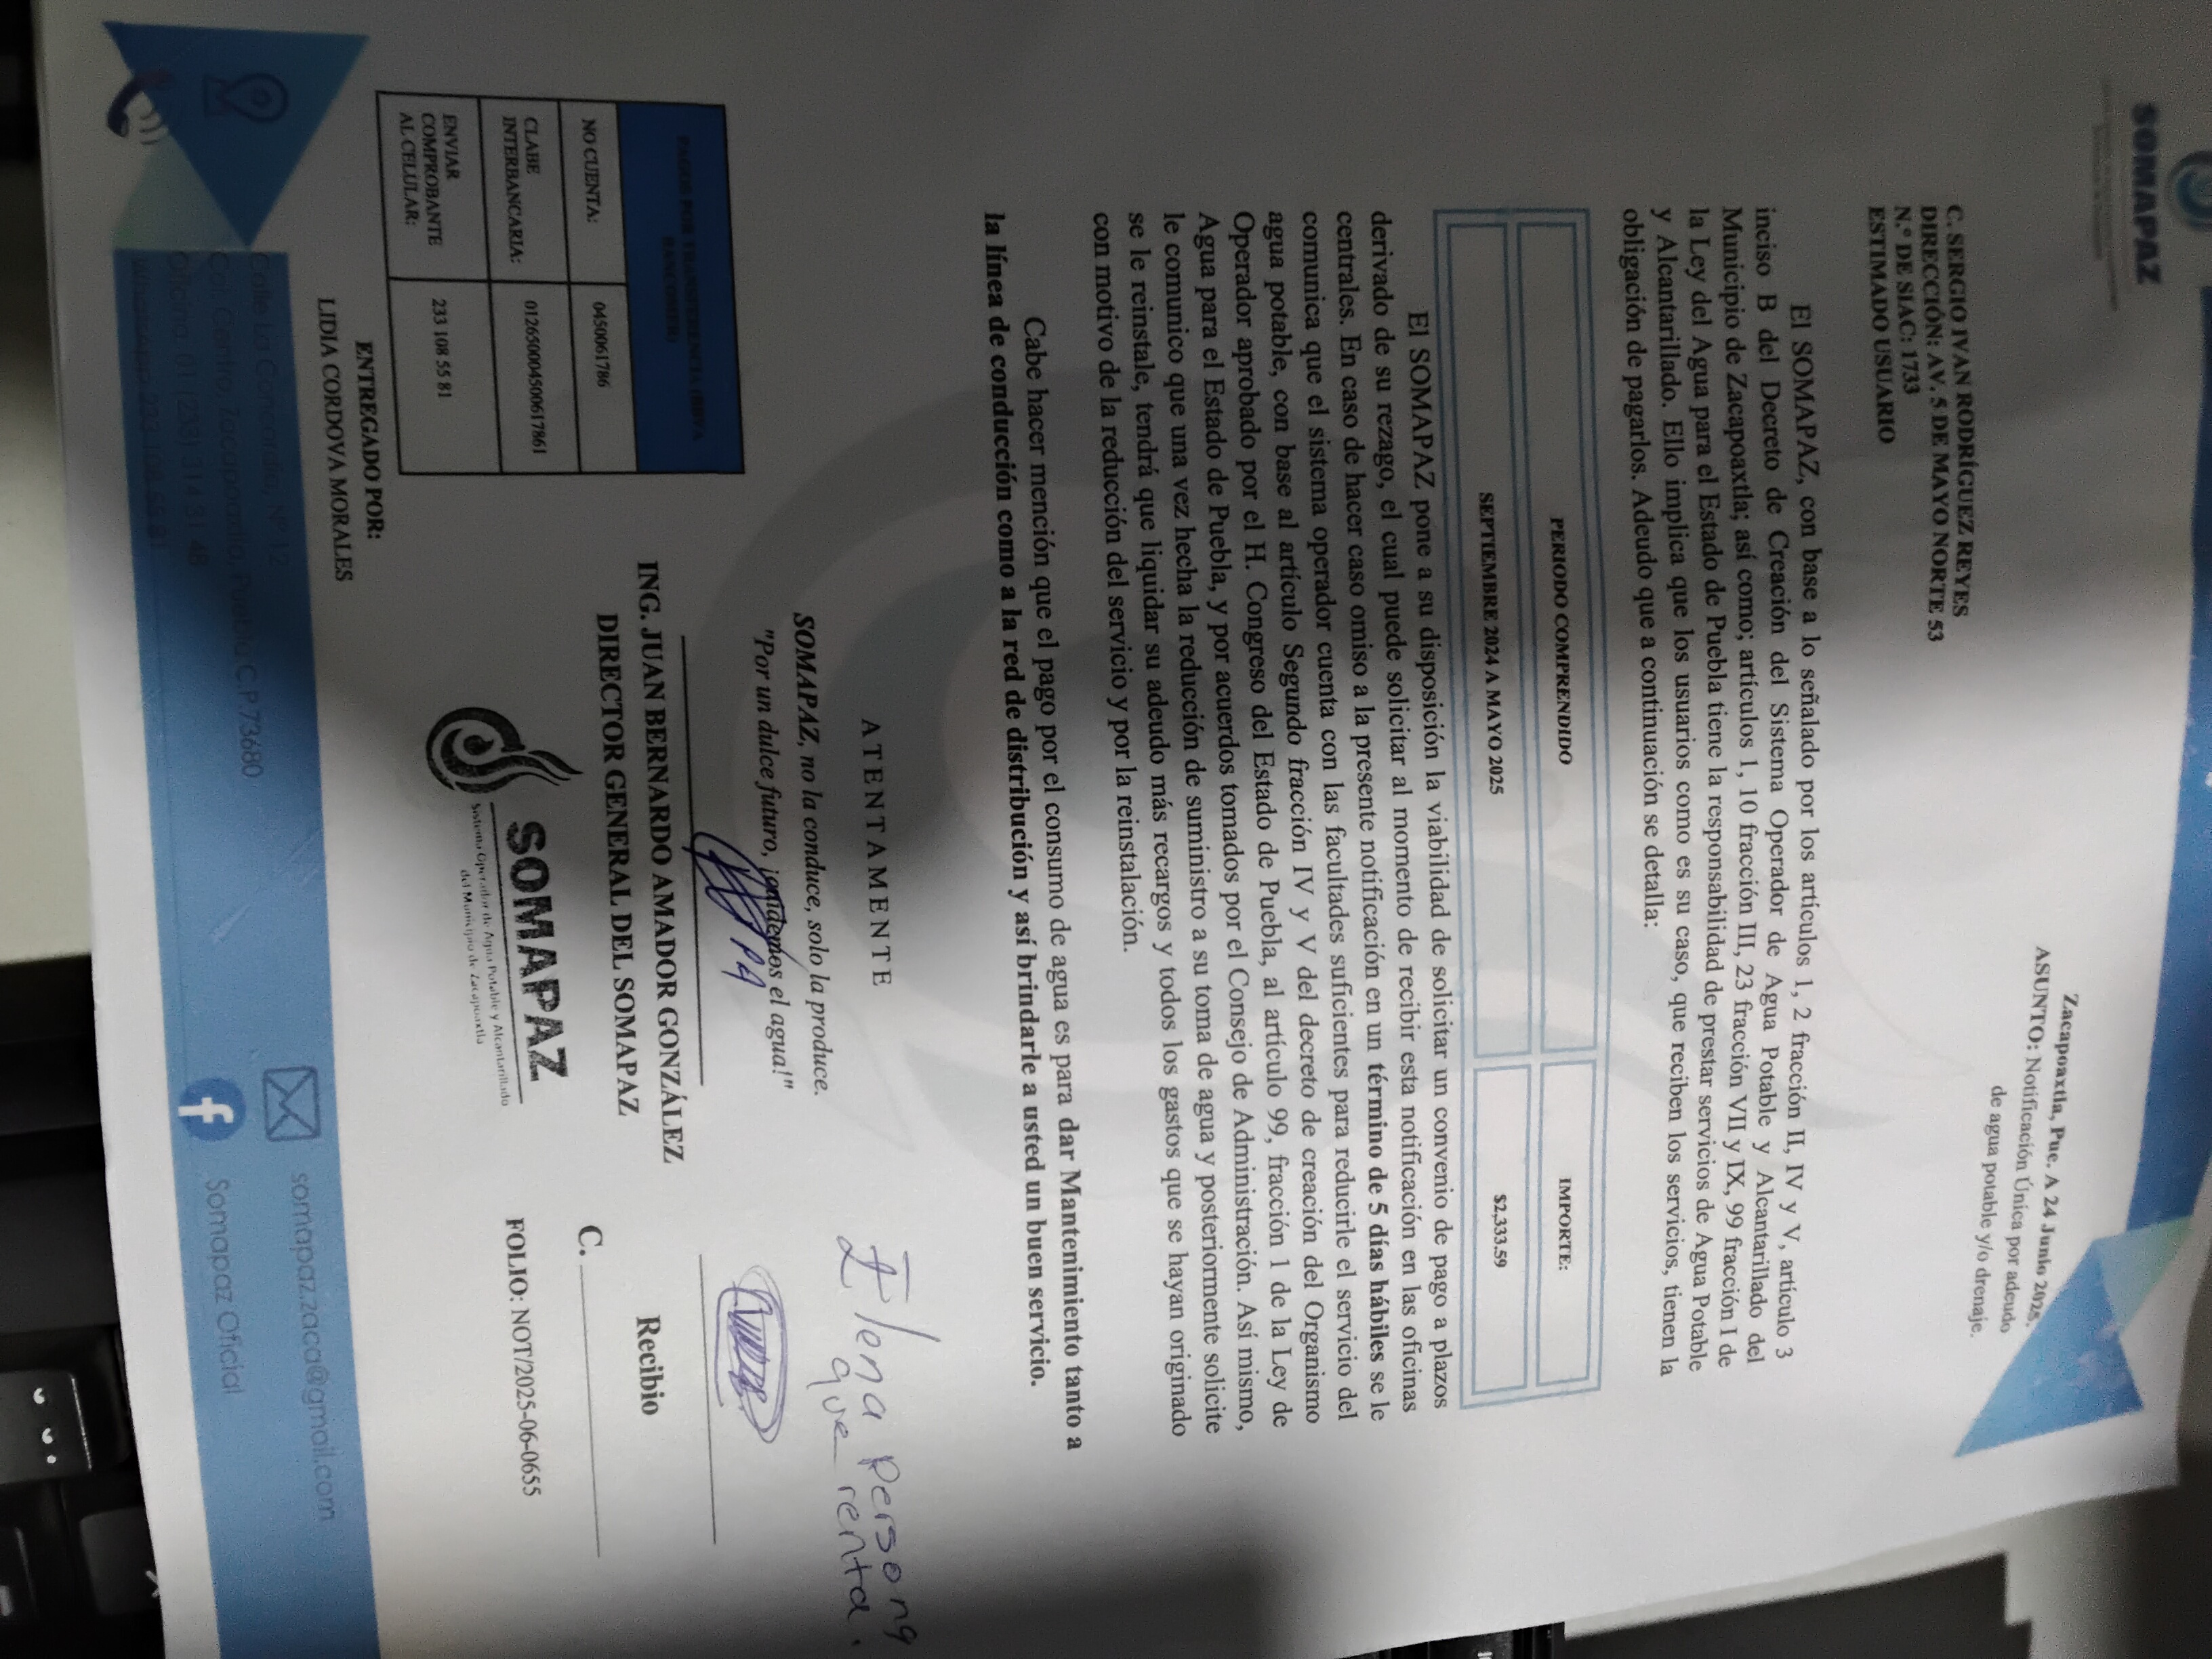 SOMAPAZ
Zacapoaxtla, Pue. A 24 Junio 2025.
ASUNTO: Notificación Única por adeudo
de agua potable y/o drenaje.
C. SERGIO IVAN RODRÍGUEZ REYES
DIRECCIÓN: AV. 5 DE MAYO NORTE 53
N.º DE SIAC: 1733
ESTIMADO USUARIO
El SOMAPAZ, con base a lo señalado por los artículos 1, 2 fracción II, IV y V, artículo 3
inciso B del Decreto de Creación del Sistema Operador de Agua Potable y Alcantarillado del
Municipio de Zacapoaxtla; así como; artículos 1, 10 fracción III, 23 fracción VII y IX, 99 fracción I de
la Ley del Agua para el Estado de Puebla tiene la responsabilidad de prestar servicios de Agua Potable
y Alcantarillado. Ello implica que los usuarios como es su caso, que reciben los servicios, tienen la
obligación de pagarlos. Adeudo que a continuación se detalla:
PERIODO COMPRENDIDO IMPORTE:
SEPTIEMBRE 2024 A MAYO 2025 $2,333.59
El SOMAPAZ pone a su disposición la viabilidad de solicitar un convenio de pago a plazos
derivado de su rezago, el cual puede solicitar al momento de recibir esta notificación en las oficinas
centrales. En caso de hacer caso omiso a la presente notificación en un término de 5 días hábiles se le
comunica que el sistema operador cuenta con las facultades suficientes para reducirle el servicio del
agua potable, con base al artículo Segundo fracción IV y V del decreto de creación del Organismo
Operador aprobado por el H. Congreso del Estado de Puebla, al artículo 99, fracción 1 de la Ley de
Agua para el Estado de Puebla, y por acuerdos tomados por el Consejo de Administración. Así mismo,
le comunico que una vez hecha la reducción de suministro a su toma de agua y posteriormente solicite
se le reinstale, tendrá que liquidar su adeudo más recargos y todos los gastos que se hayan originado
con motivo de la reducción del servicio y por la reinstalación.
Cabe hacer mención que el pago por el consumo de agua es para dar Mantenimiento tanto a
la línea de conducción como a la red de distribución y así brindarle a usted un buen servicio.
ATENTAMENTE
SOMAPAZ, no la conduce, solo la produce.
"Por un dulce futuro, ¡cuidemos el agua!"
PA
ING. JUAN BERNARDO AMADOR GONZÁLEZ
DIRECTOR GENERAL DEL SOMAPAZ
SOMAPAZ
Sistema Operador de Agua Potable y Alcantarillado
del Municipio de Zacapoaxtla
Elena persona
que renta.
Recibio
C.
FOLIO: NOT/2025-06-0655
PAGOS POR TRANSFERENCIA (BBVA
BANCOMER)
NO CUENTA: 0450061786
CLABE
INTERBANCARIA: 012650004500617861
ENVIAR
COMPROBANTE
AL CELULAR: 233 108 55 81
ENTREGADO POR:
LIDIA CORDOVA MORALES
Calle La Concordia, Nº 12
Col. Centro, Zacapoaxtla, Puebla C.P.73680
Oficina. 01 (233) 314 31 48
WhatsApp 233 108 55 81
somapaz.zaca@gmail.com
Somapaz Oficial